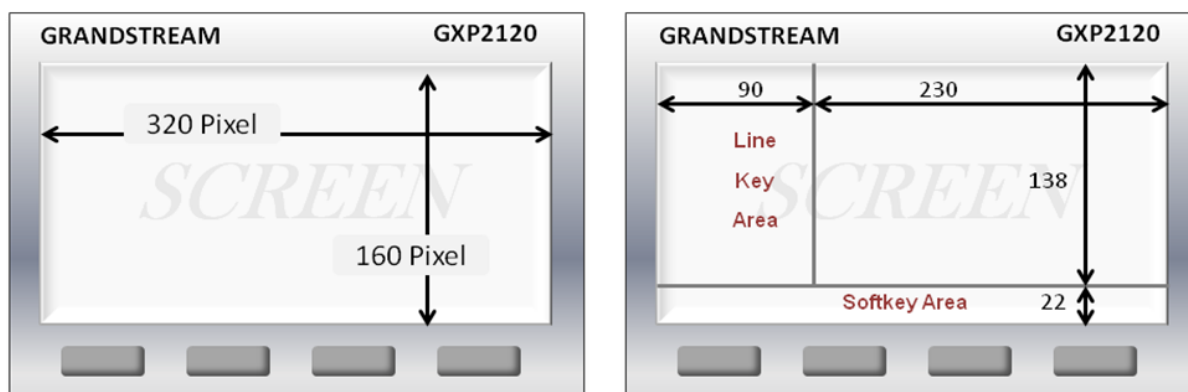 GRANDSTREAM GXP2120
320 Pixel
SCREEN
160 Pixel
GRANDSTREAM GXP2120
90 230
Line
Key
Area
138
SCREEN
Softkey Area 22